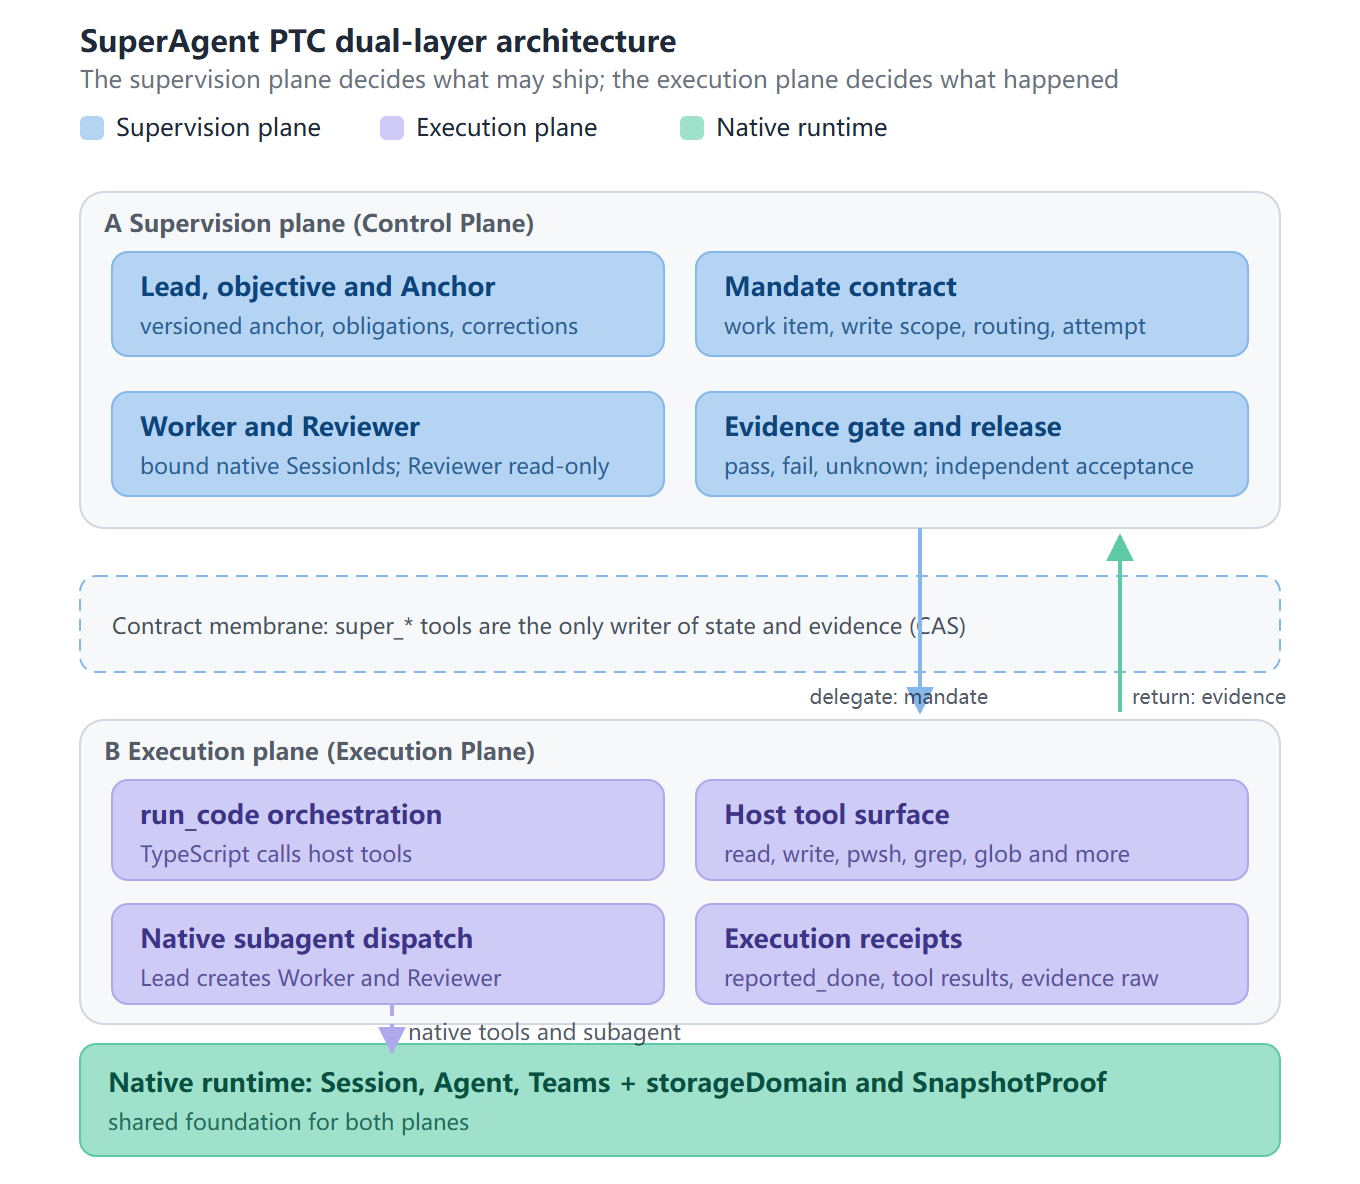 SuperAgent PTC dual-layer architecture
The supervision plane decides what may ship; the execution plane decides what happened
Supervision plane
Execution plane
Native runtime
A Supervision plane (Control Plane)
Lead, objective and Anchor
versioned anchor, obligations, corrections
Mandate contract
work item, write scope, routing, attempt
Worker and Reviewer
bound native SessionIds; Reviewer read-only
Evidence gate and release
pass, fail, unknown; independent acceptance
Contract membrane: super_* tools are the only writer of state and evidence (CAS)
delegate: mandate
return: evidence
B Execution plane (Execution Plane)
run_code orchestration
TypeScript calls host tools
Host tool surface
read, write, pwsh, grep, glob and more
Native subagent dispatch
Lead creates Worker and Reviewer
Execution receipts
reported_done, tool results, evidence raw
native tools and subagent
Native runtime: Session, Agent, Teams + storageDomain and SnapshotProof
shared foundation for both planes